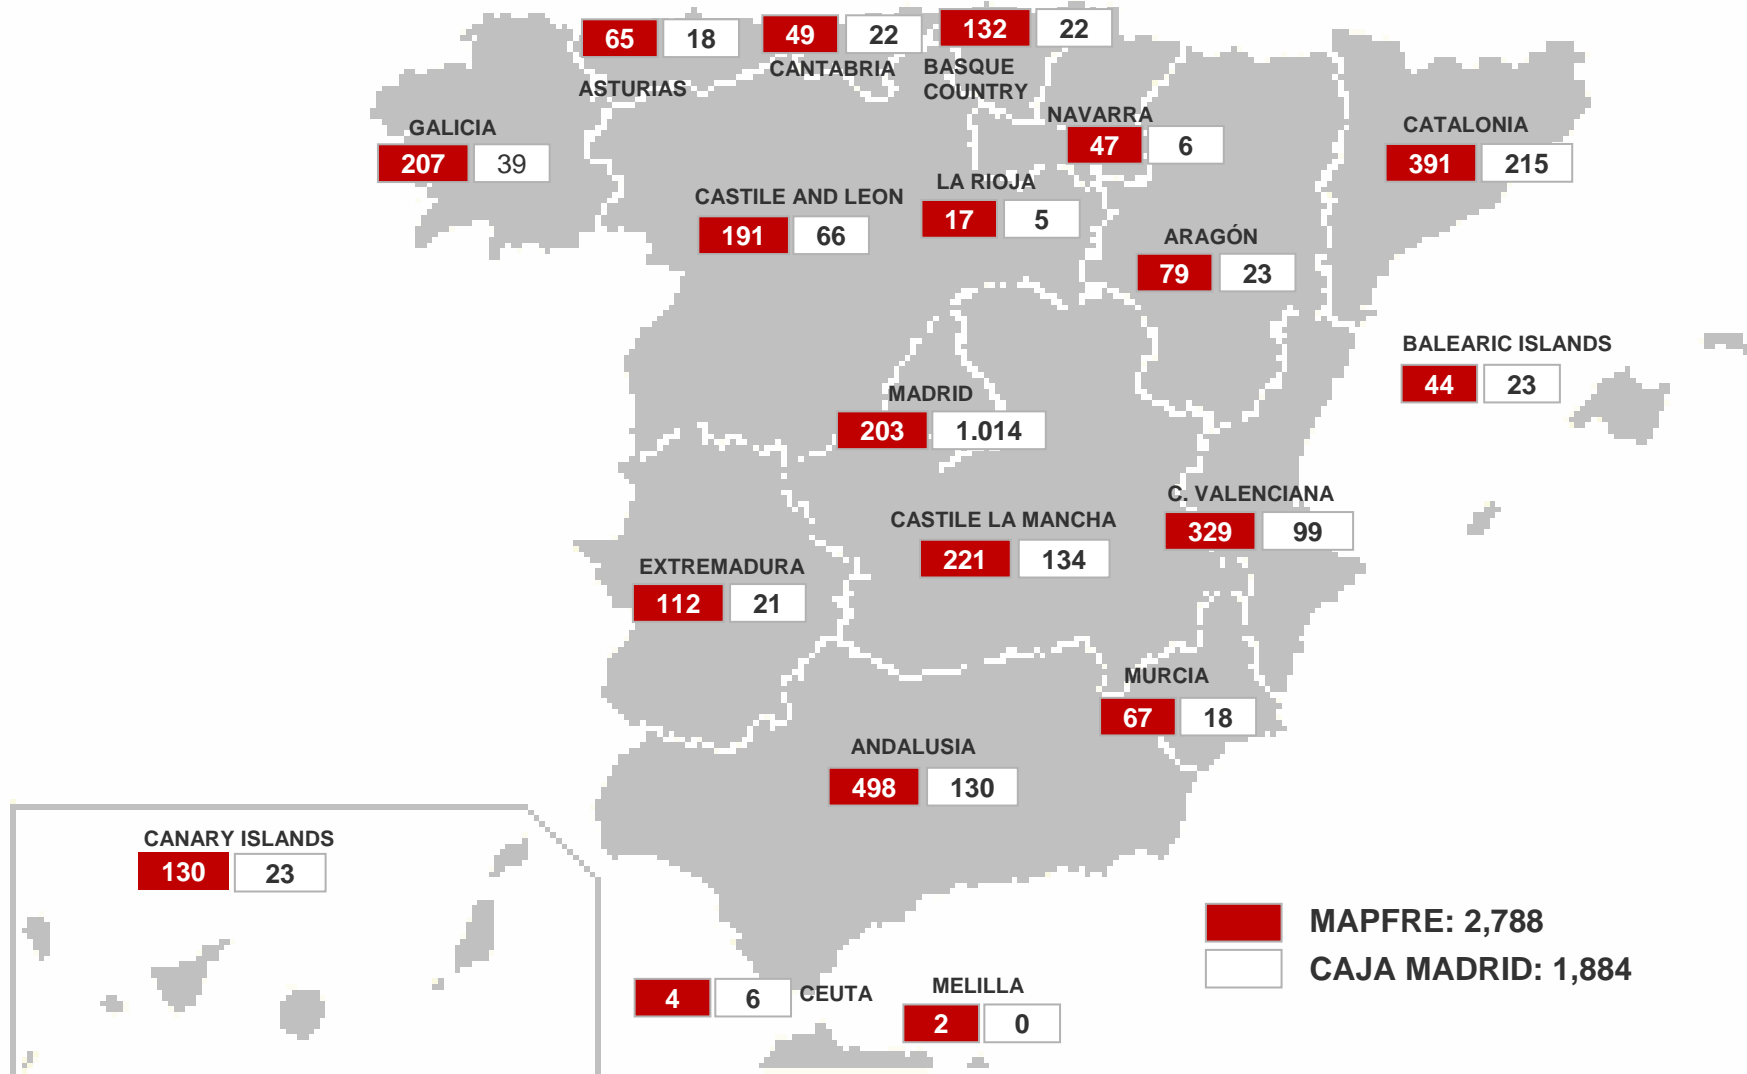 65 18
49 22
132 22
ASTURIAS
CANTABRIA
BASQUE
COUNTRY
GALICIA
207 39
NAVARRA
47 6
CATALONIA
391 215
CASTILE AND LEON
191 66
LA RIOJA
17 5
ARAGÓN
79 23
BALEARIC ISLANDS
44 23
MADRID
203 1.014
C. VALENCIANA
329 99
CASTILE LA MANCHA
221 134
EXTREMADURA
112 21
MURCIA
67 18
ANDALUSIA
498 130
CANARY ISLANDS
130 23
MAPFRE: 2,788
CAJA MADRID: 1,884
4 6 CEUTA
MELILLA
2 0